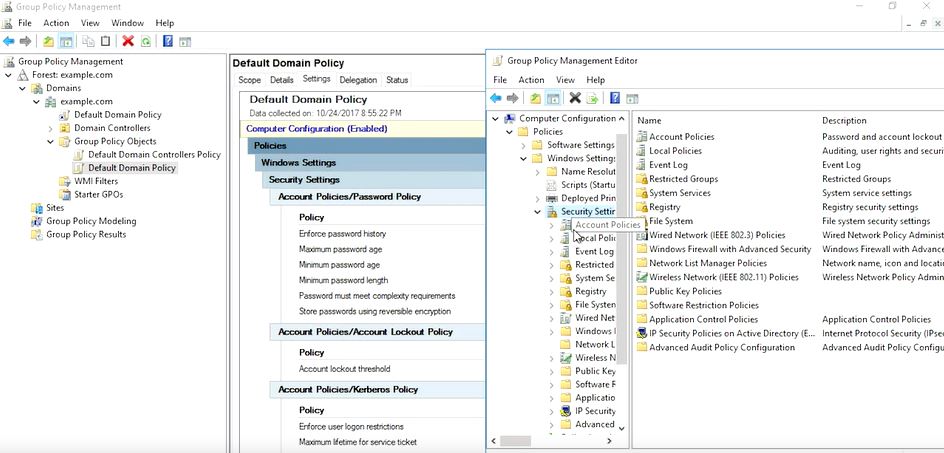 Group Policy Management
File Action View Window Help
Group Policy Management
Forest: example.com
Domains
example.com
Default Domain Policy
Domain Controllers
Group Policy Objects
Default Domain Controllers Policy
Default Domain Policy
WMI Filters
Starter GPOs
Sites
Group Policy Modeling
Group Policy Results
Default Domain Policy
Scope Details Settings Delegation Status
Default Domain Policy
Data collected on: 10/24/2017 8:55:22 PM
Computer Configuration (Enabled)
Policies
Windows Settings
Security Settings
Account Policies/Password Policy
Policy
Enforce password history
Maximum password age
Minimum password age
Minimum password length
Password must meet complexity requirements
Store passwords using reversible encryption
Account Policies/Account Lockout Policy
Policy
Account lockout threshold
Account Policies/Kerberos Policy
Policy
Enforce user logon restrictions
Maximum lifetime for service ticket
Group Policy Management Editor
File Action View Help
Computer Configuration
Policies
Software Settings
Windows Settings
Name Resolut
Scripts (Startu
Deployed Prin
Security Settir
Account Policies
Local Polic
Event Log
Restricted
System Se
Registry
File System
Wired Net
Windows
Network L
Wireless N
Public Key
Software R
Applicatio
IP Security
Advanced
Name Description
Account Policies Password and account lockout
Local Policies Auditing, user rights and securi
Event Log Event Log
Restricted Groups Restricted Groups
System Services System service settings
Registry Registry security settings
File System File system security settings
Wired Network (IEEE 802.3) Policies Wired Network Policy Administ
Windows Firewall with Advanced Security Windows Firewall with Advanc
Network List Manager Policies Network name, icon and locatio
Wireless Network (IEEE 802.11) Policies Wireless Network Policy Admin
Public Key Policies
Software Restriction Policies
Application Control Policies Application Control Policies
IP Security Policies on Active Directory (E... Internet Protocol Security (IPsec
Advanced Audit Policy Configuration Advanced Audit Policy Configu